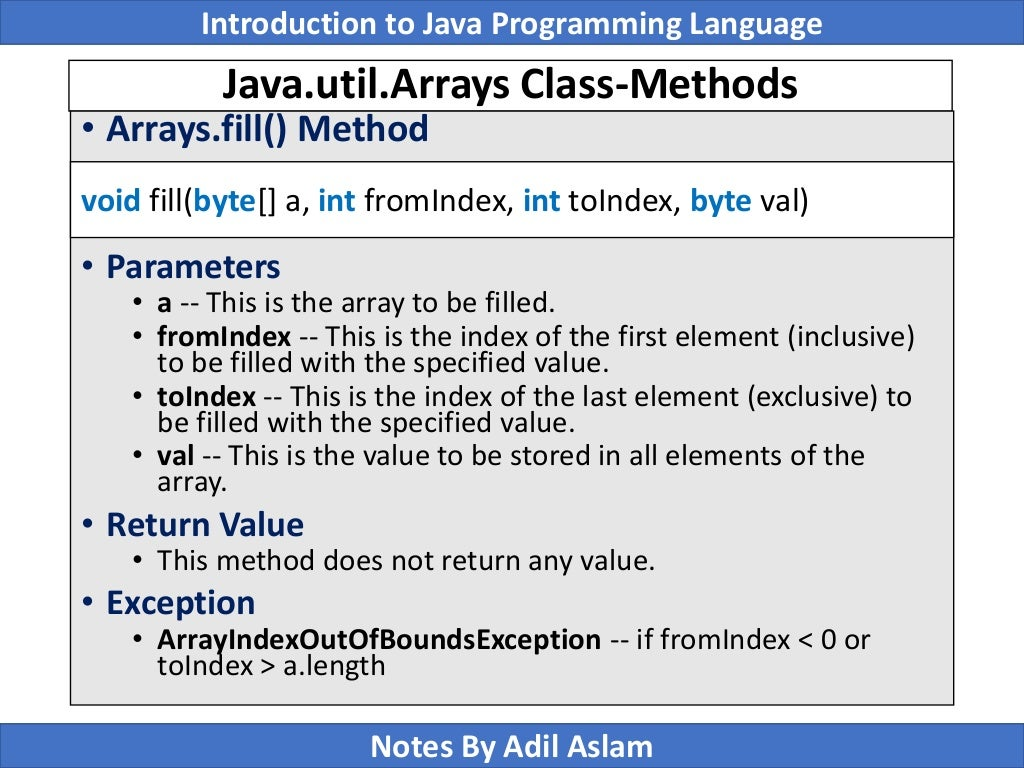 Introduction to Java Programming Language
Java.util.Arrays Class-Methods
• Arrays.fill() Method
void fill(byte[] a, int fromIndex, int toIndex, byte val)
• Parameters
• a -- This is the array to be filled.
• fromIndex -- This is the index of the first element (inclusive)
to be filled with the specified value.
• toIndex -- This is the index of the last element (exclusive) to
be filled with the specified value.
• val -- This is the value to be stored in all elements of the
array.
• Return Value
• This method does not return any value.
• Exception
• ArrayIndexOutOfBoundsException -- if fromIndex < 0 or
toIndex > a.length
Notes By Adil Aslam